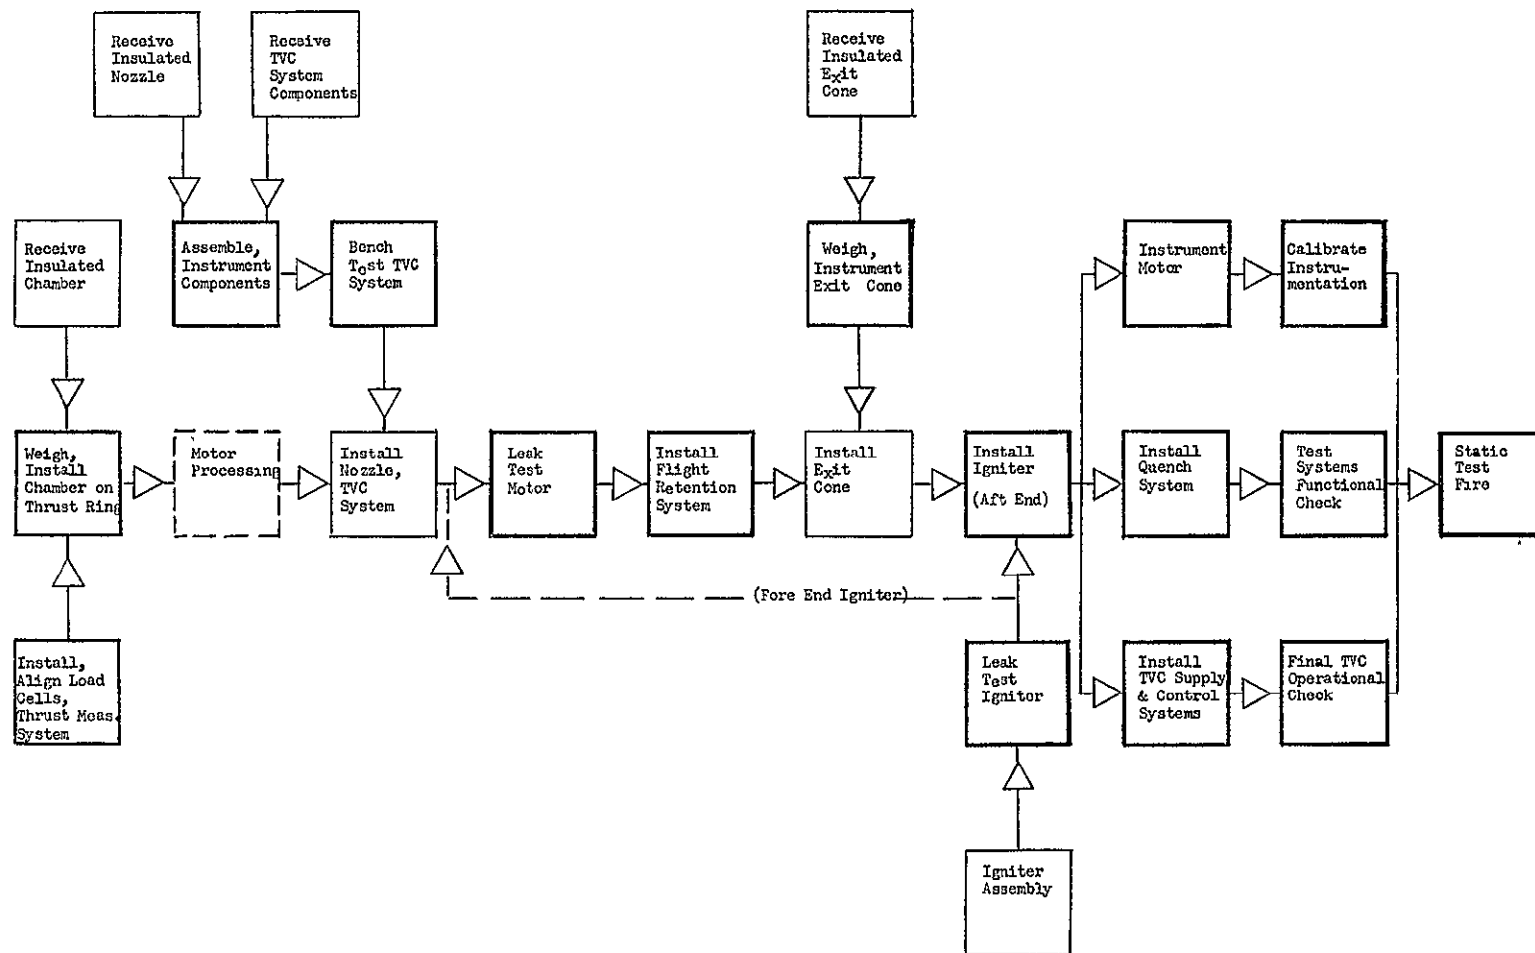 Receive
Insulated
Nozzle
Receive
TVC
System
Components
Receive
Insulated
Exit
Cone
Receive
Insulated
Chamber
Assemble,
Instrument
Components
Bench
Test TVC
System
Weigh,
Instrument
Exit Cone
Instrument
Motor
Calibrate
Instru-
mentation
Weigh,
Install
Chamber on
Thrust Ring
Motor
Processing
Install
Nozzle,
TVC
System
Leak
Test
Motor
Install
Flight
Retention
System
Install
Exit
Cone
Install
Igniter
(Aft End)
Install
Quench
System
Test
Systems
Functional
Check
Static
Test
Fire
(Fore End Igniter)
Install,
Align Load
Cells,
Thrust Meas.
System
Leak
Test
Ignitor
Install
TVC Supply
& Control
Systems
Final TVC
Operational
Check
Igniter
Assembly